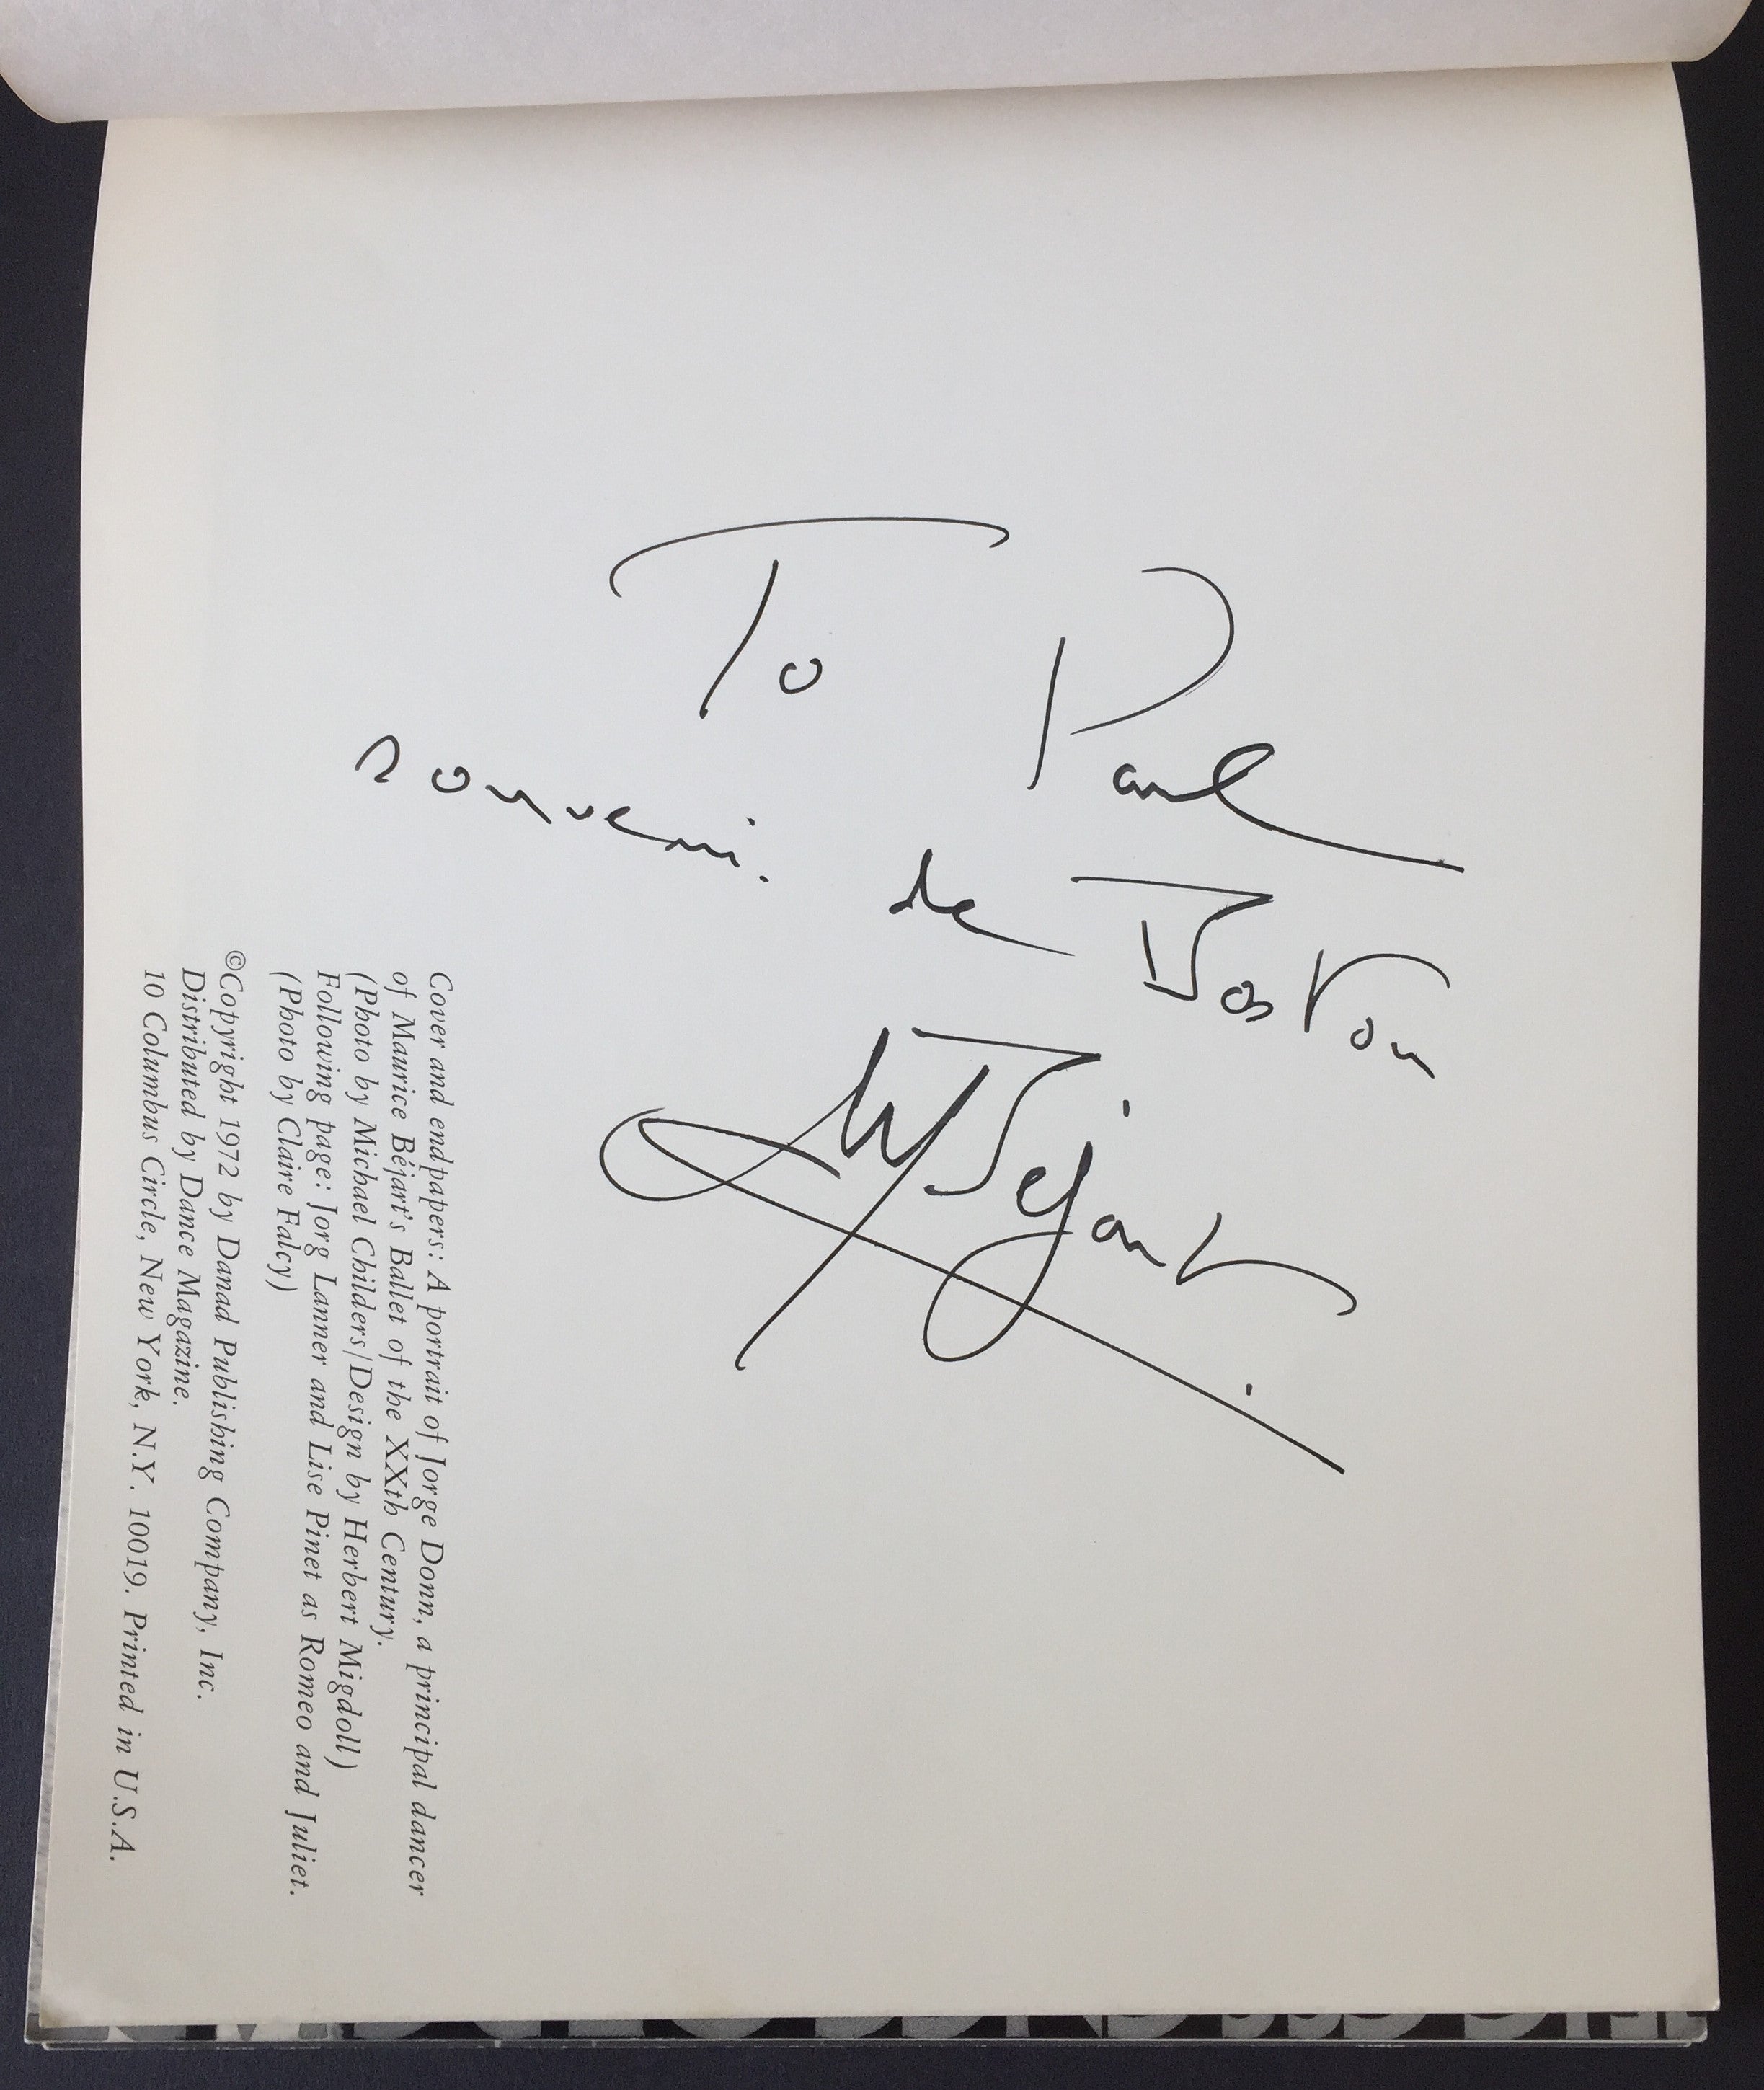 To Paul
souvenir de Boston
MBejart
Cover and endpapers: A portrait of Jorge Donn, a principal dancer
of Maurice Béjart's Ballet of the XXth Century.
(Photo by Michael Childers/Design by Herbert Migdoll)
Following page: Jorg Lanner and Lise Pinet as Romeo and Juliet.
(Photo by Claire Falcy)
©Copyright 1972 by Danad Publishing Company, Inc.
Distributed by Dance Magazine.
10 Columbus Circle, New York, N.Y. 10019. Printed in U.S.A.